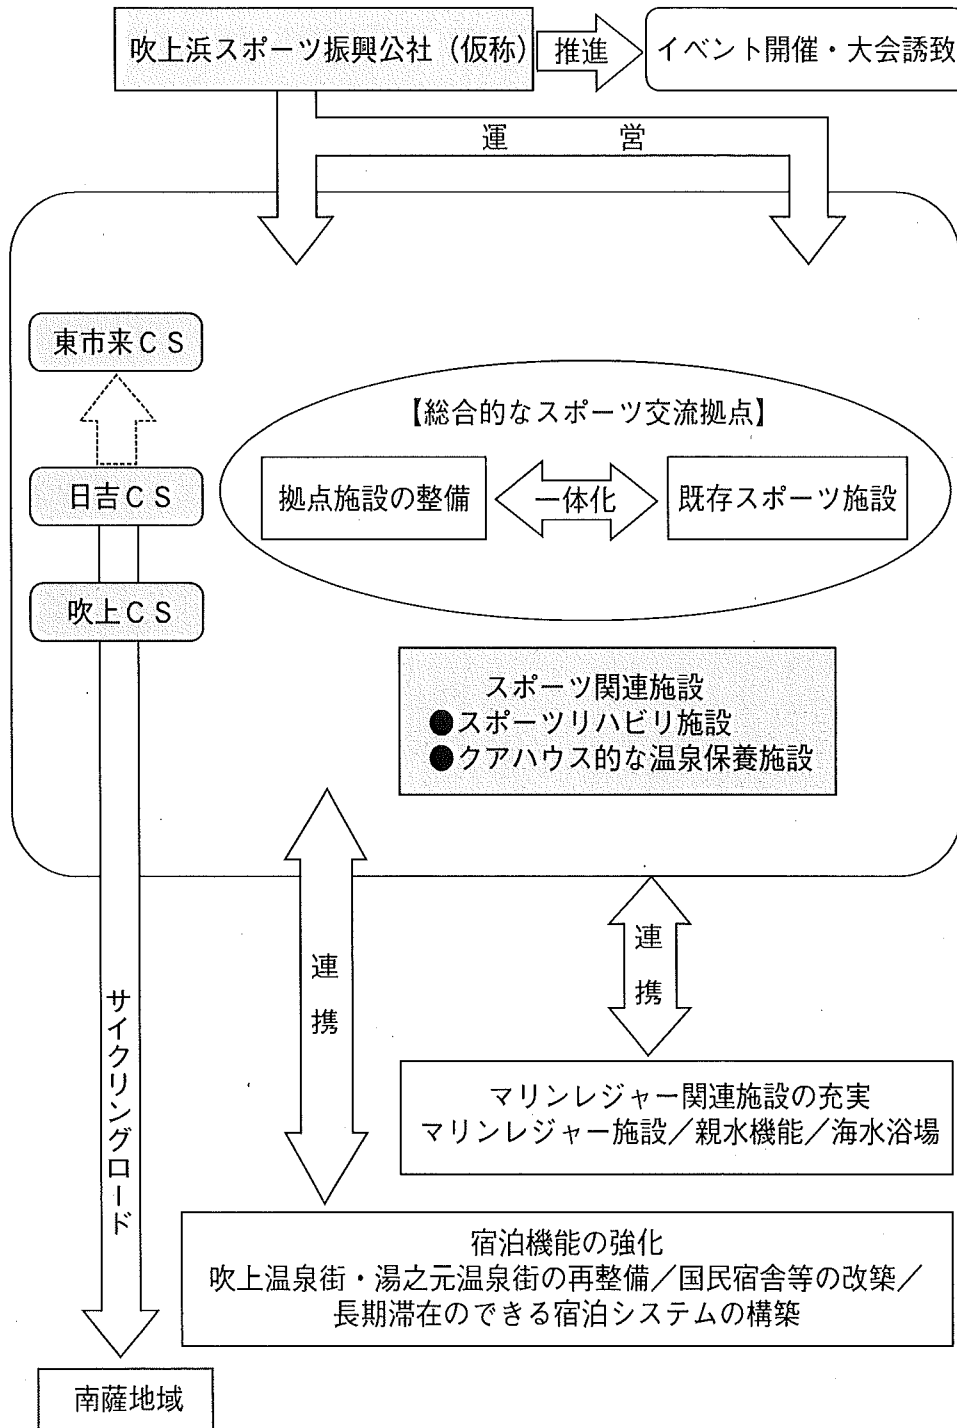 吹上浜スポーツ振興公社（仮称）
推進
イベント開催・大会誘致
運営
東市来ＣＳ
日吉ＣＳ
吹上ＣＳ
【総合的なスポーツ交流拠点】
拠点施設の整備
一体化
既存スポーツ施設
スポーツ関連施設
●スポーツリハビリ施設
●クアハウス的な温泉保養施設
連携
連携
サイクリングロード
マリンレジャー関連施設の充実
マリンレジャー施設／親水機能／海水浴場
宿泊機能の強化
吹上温泉街・湯之元温泉街の再整備／国民宿舎等の改築／
長期滞在のできる宿泊システムの構築
南薩地域